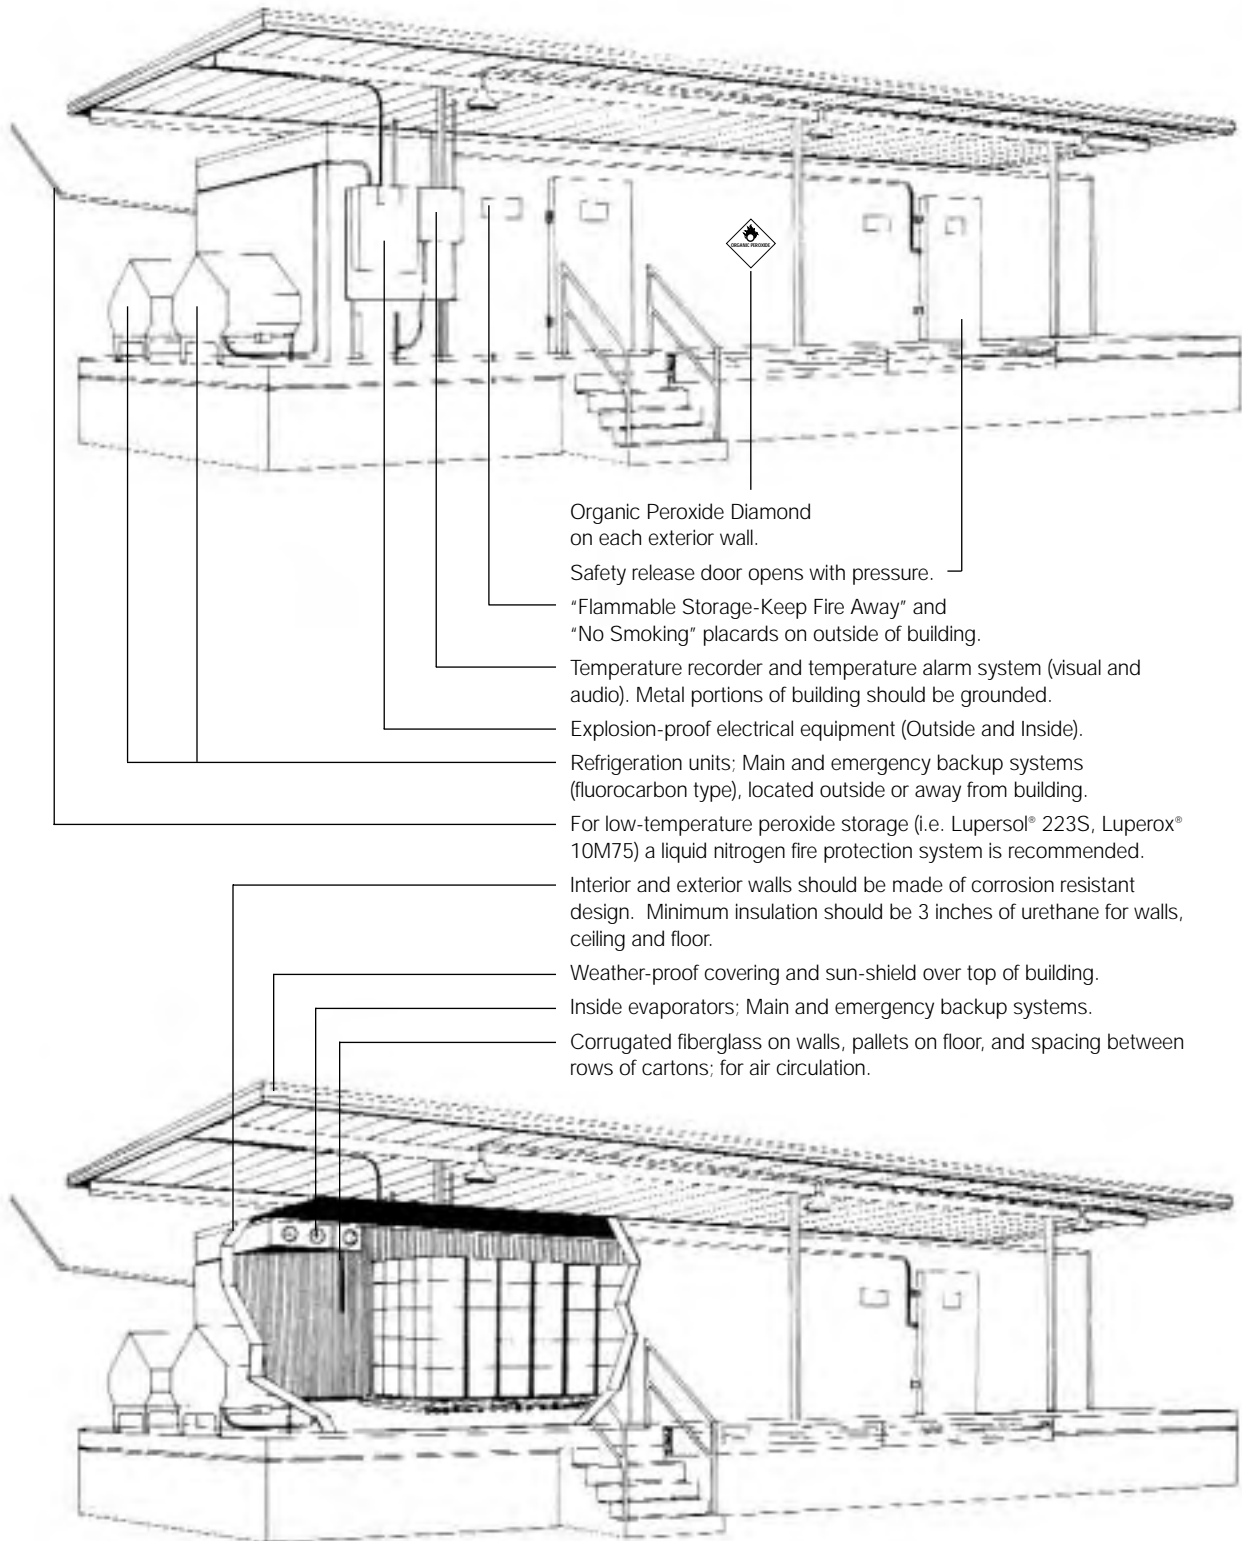 ORGANIC PEROXIDE
Organic Peroxide Diamond
on each exterior wall.
Safety release door opens with pressure.
"Flammable Storage-Keep Fire Away" and
"No Smoking" placards on outside of building.
Temperature recorder and temperature alarm system (visual and
audio). Metal portions of building should be grounded.
Explosion-proof electrical equipment (Outside and Inside).
Refrigeration units; Main and emergency backup systems
(fluorocarbon type), located outside or away from building.
For low-temperature peroxide storage (i.e. Lupersol® 223S, Luperox®
10M75) a liquid nitrogen fire protection system is recommended.
Interior and exterior walls should be made of corrosion resistant
design. Minimum insulation should be 3 inches of urethane for walls,
ceiling and floor.
Weather-proof covering and sun-shield over top of building.
Inside evaporators; Main and emergency backup systems.
Corrugated fiberglass on walls, pallets on floor, and spacing between
rows of cartons; for air circulation.